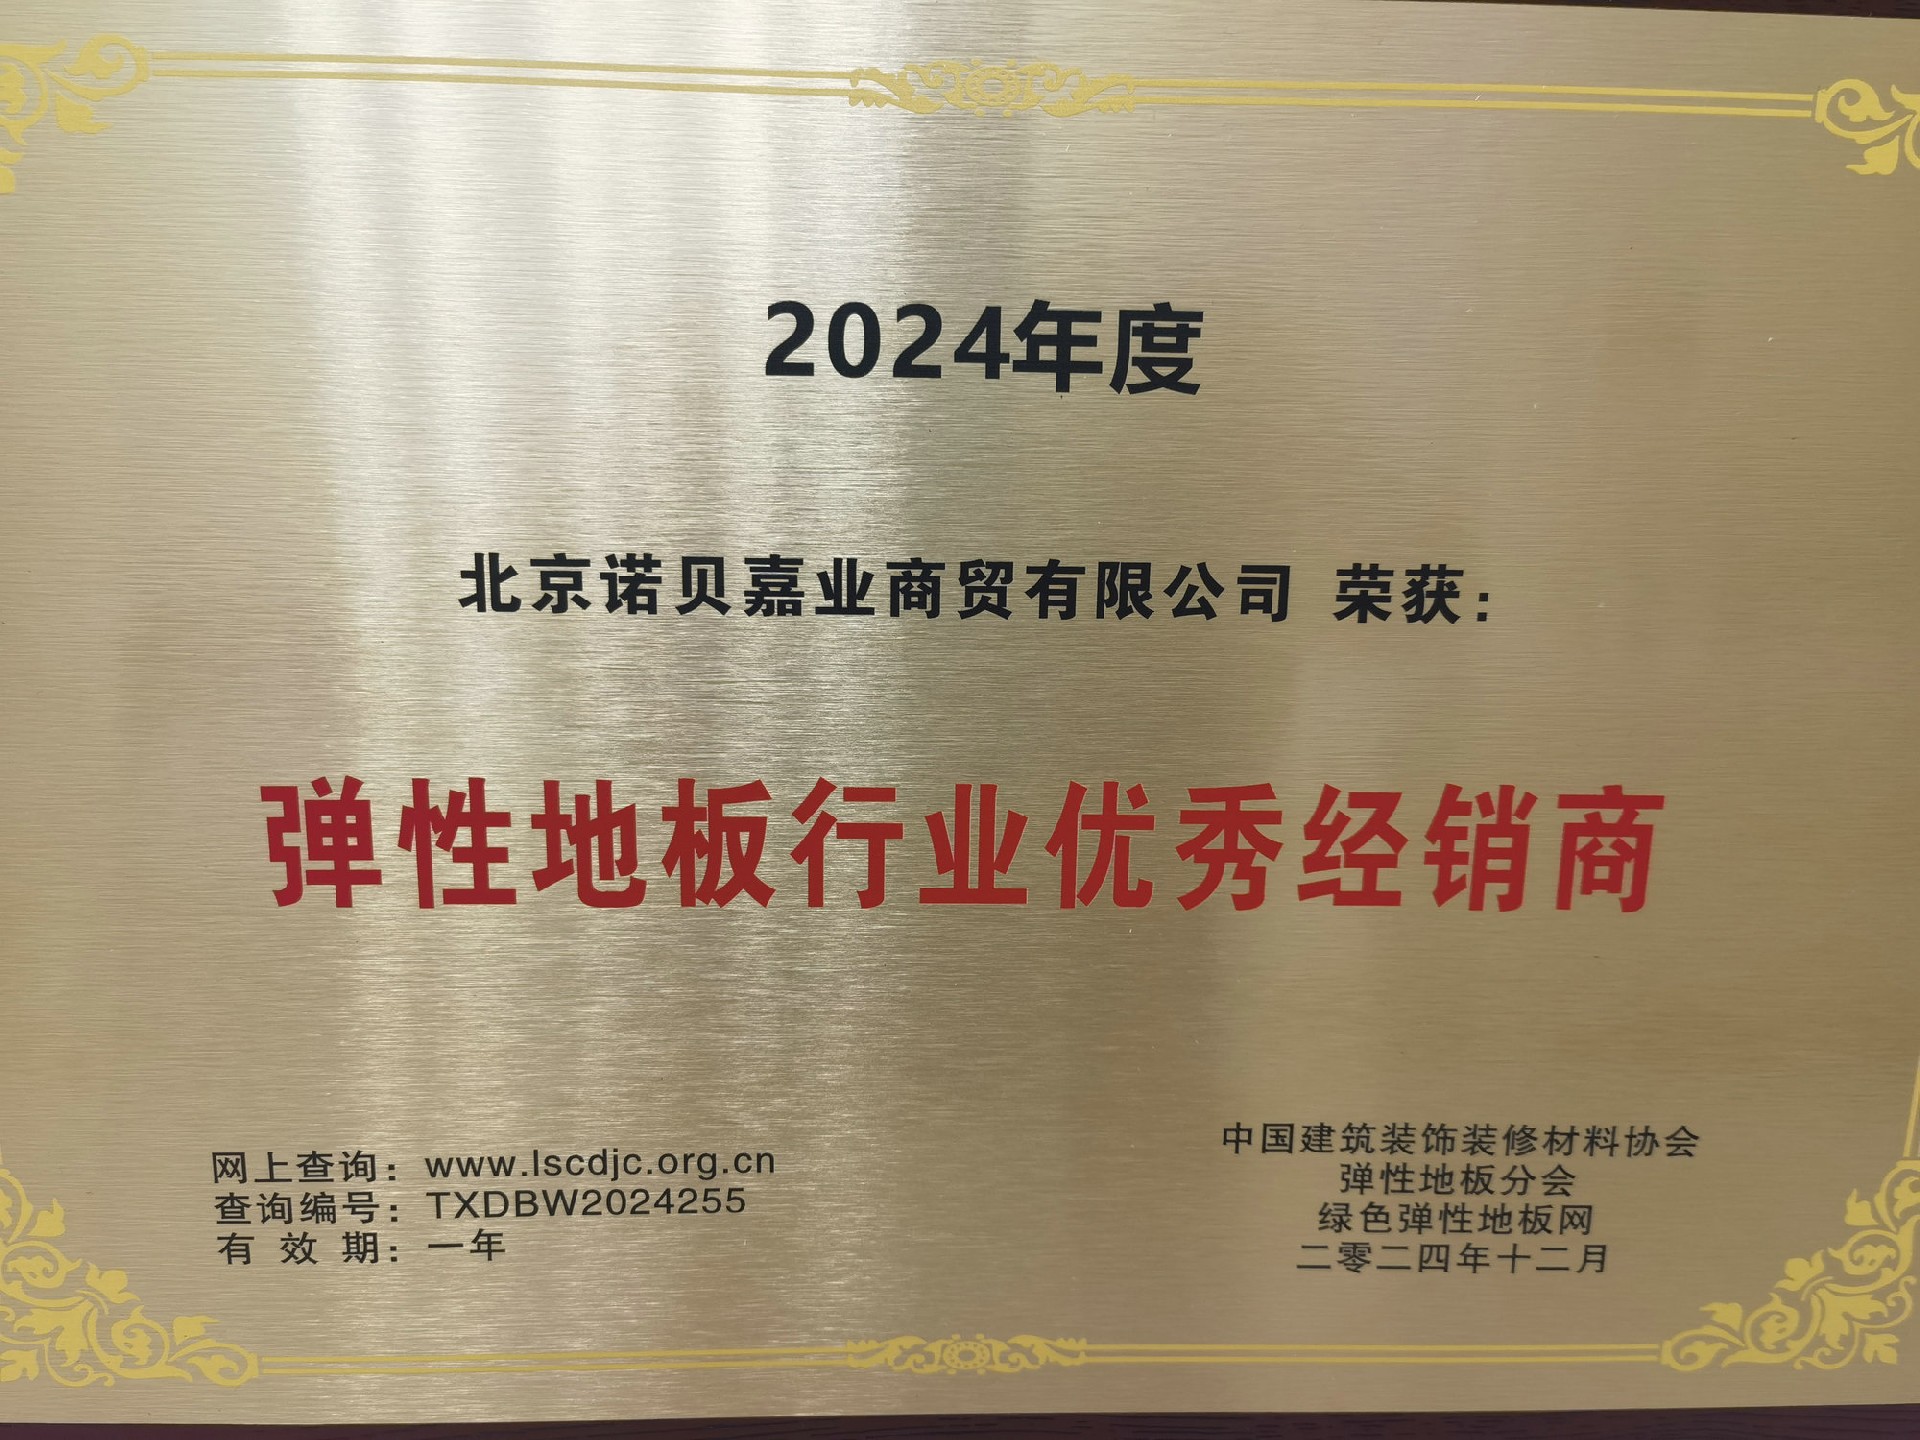 2024年度
北京诺贝嘉业商贸有限公司 荣获：
弹性地板行业优秀经销商
网上查询：www.lscdjc.org.cn
查询编号：TXDBW2024255
有 效 期：一年
中国建筑装饰装修材料协会
弹性地板分会
绿色弹性地板网
二零二四年十二月